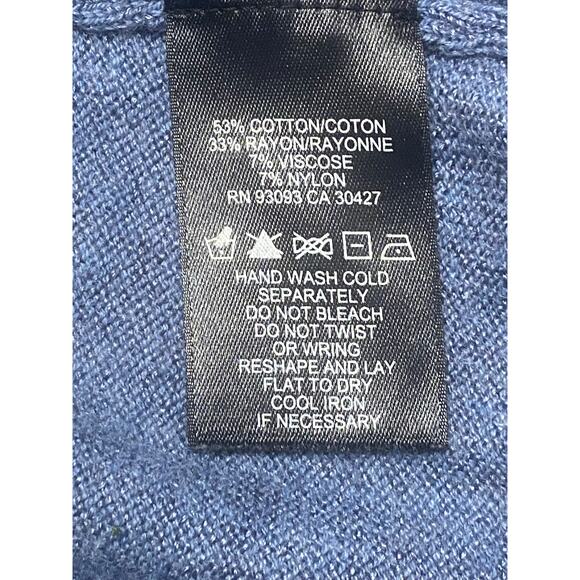 53% COTTON/COTON
33% RAYON/RAYONNE
7% VISCOSE
7% NYLON
RN 93093 CA 30427
HAND WASH COLD
SEPARATELY
DO NOT BLEACH
DO NOT TWIST
OR WRING
RESHAPE AND LAY
FLAT TO DRY
COOL IRON
IF NECESSARY